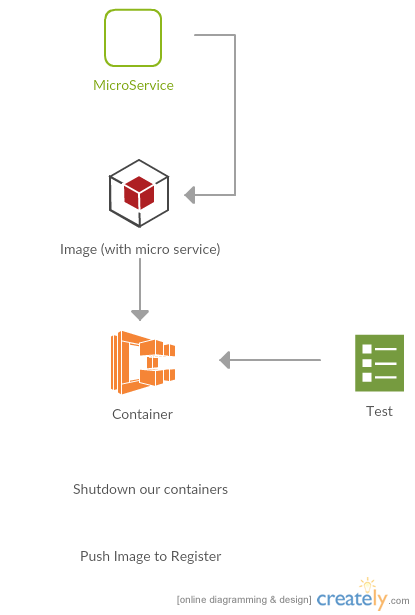 MicroService
Image (with micro service)
Container
Test
Shutdown our containers
Push Image to Register
[online diagramming & design] creately.com